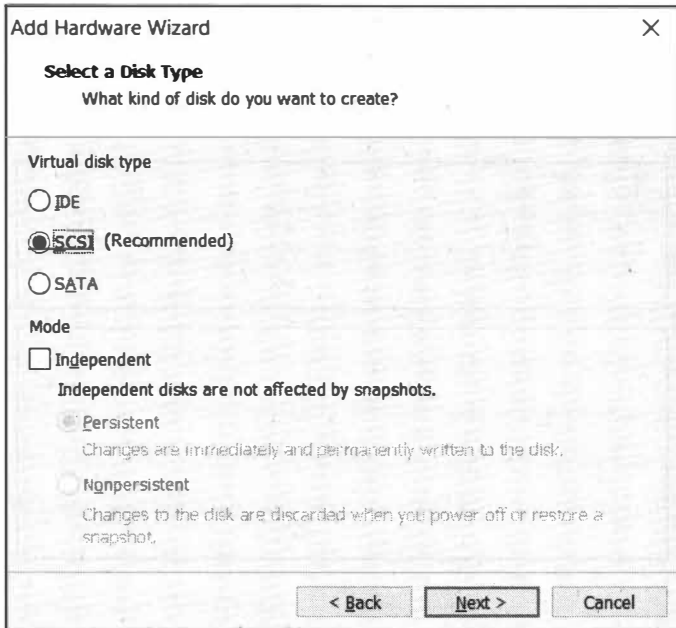 Add Hardware Wizard
Select a Disk Type
What kind of disk do you want to create?
Virtual disk type
IDE
SCSI (Recommended)
SATA
Mode
Independent
Independent disks are not affected by snapshots.
Persistent
Changes are immediately and permanently written to the disk.
Nonpersistent
Changes to the disk are discarded when you power off or restore a
snapshot.
< Back Next > Cancel